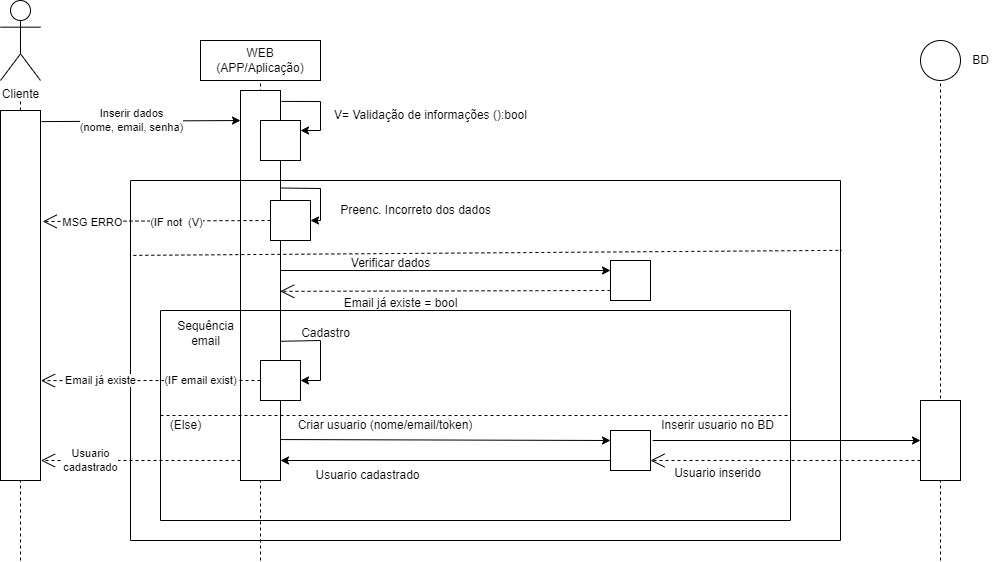 WEB
(APP/Aplicação)
BD
Cliente
Inserir dados
(nome, email, senha)
V= Validação de informações ():bool
Preenc. Incorreto dos dados
MSG ERRO
(IF not (V)
Verificar dados
Email já existe = bool
Sequência
email
Cadastro
Email já existe
(IF email exist)
(Else)
Criar usuario (nome/email/token)
Inserir usuario no BD
Usuario
cadastrado
Usuario cadastrado
Usuario inserido